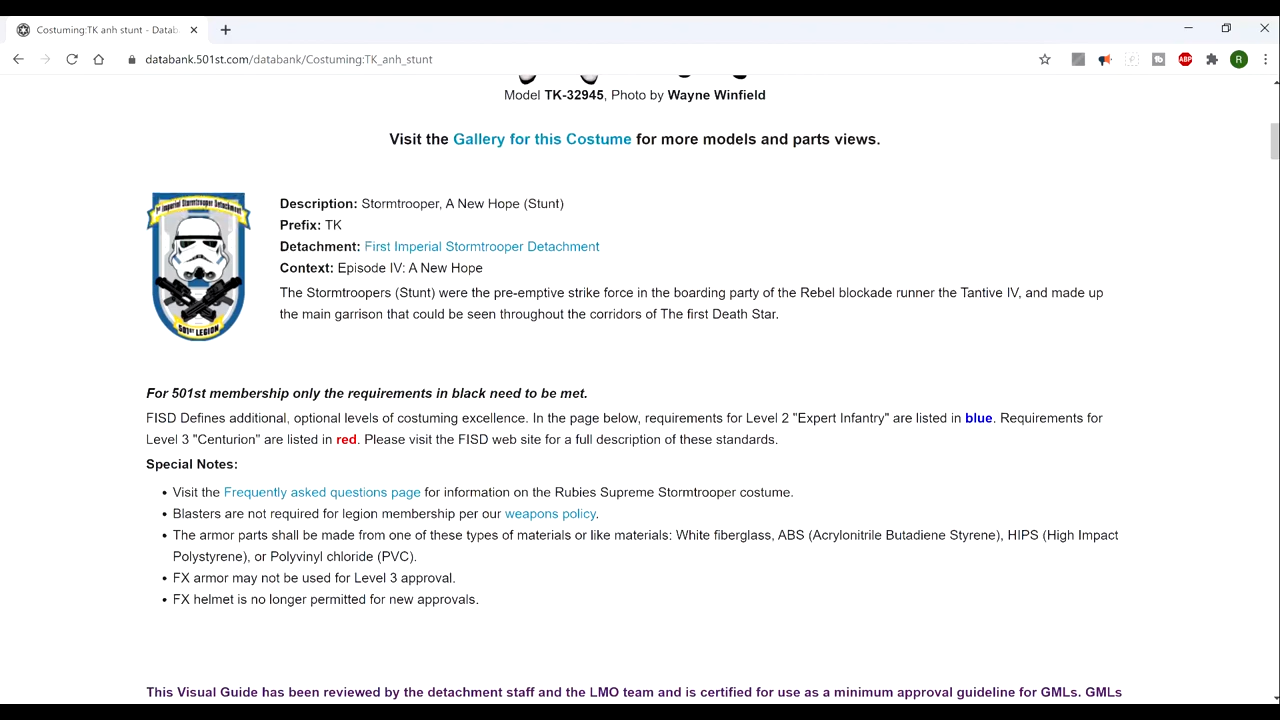 Costuming:TK anh stunt - Datab
databank.501st.com/databank/Costuming:TK_anh_stunt
ABP
R
Model TK-32945, Photo by Wayne Winfield
Visit the Gallery for this Costume for more models and parts views.
1st Imperial Stormtrooper Detachment
501st LEGION
Description: Stormtrooper, A New Hope (Stunt)
Prefix: TK
Detachment: First Imperial Stormtrooper Detachment
Context: Episode IV: A New Hope
The Stormtroopers (Stunt) were the pre-emptive strike force in the boarding party of the Rebel blockade runner the Tantive IV, and made up
the main garrison that could be seen throughout the corridors of The first Death Star.
For 501st membership only the requirements in black need to be met.
FISD Defines additional, optional levels of costuming excellence. In the page below, requirements for Level 2 "Expert Infantry" are listed in blue. Requirements for
Level 3 "Centurion" are listed in red. Please visit the FISD web site for a full description of these standards.
Special Notes:
• Visit the Frequently asked questions page for information on the Rubies Supreme Stormtrooper costume.
• Blasters are not required for legion membership per our weapons policy.
• The armor parts shall be made from one of these types of materials or like materials: White fiberglass, ABS (Acrylonitrile Butadiene Styrene), HIPS (High Impact
Polystyrene), or Polyvinyl chloride (PVC).
• FX armor may not be used for Level 3 approval.
• FX helmet is no longer permitted for new approvals.
This Visual Guide has been reviewed by the detachment staff and the LMO team and is certified for use as a minimum approval guideline for GMLs. GMLs